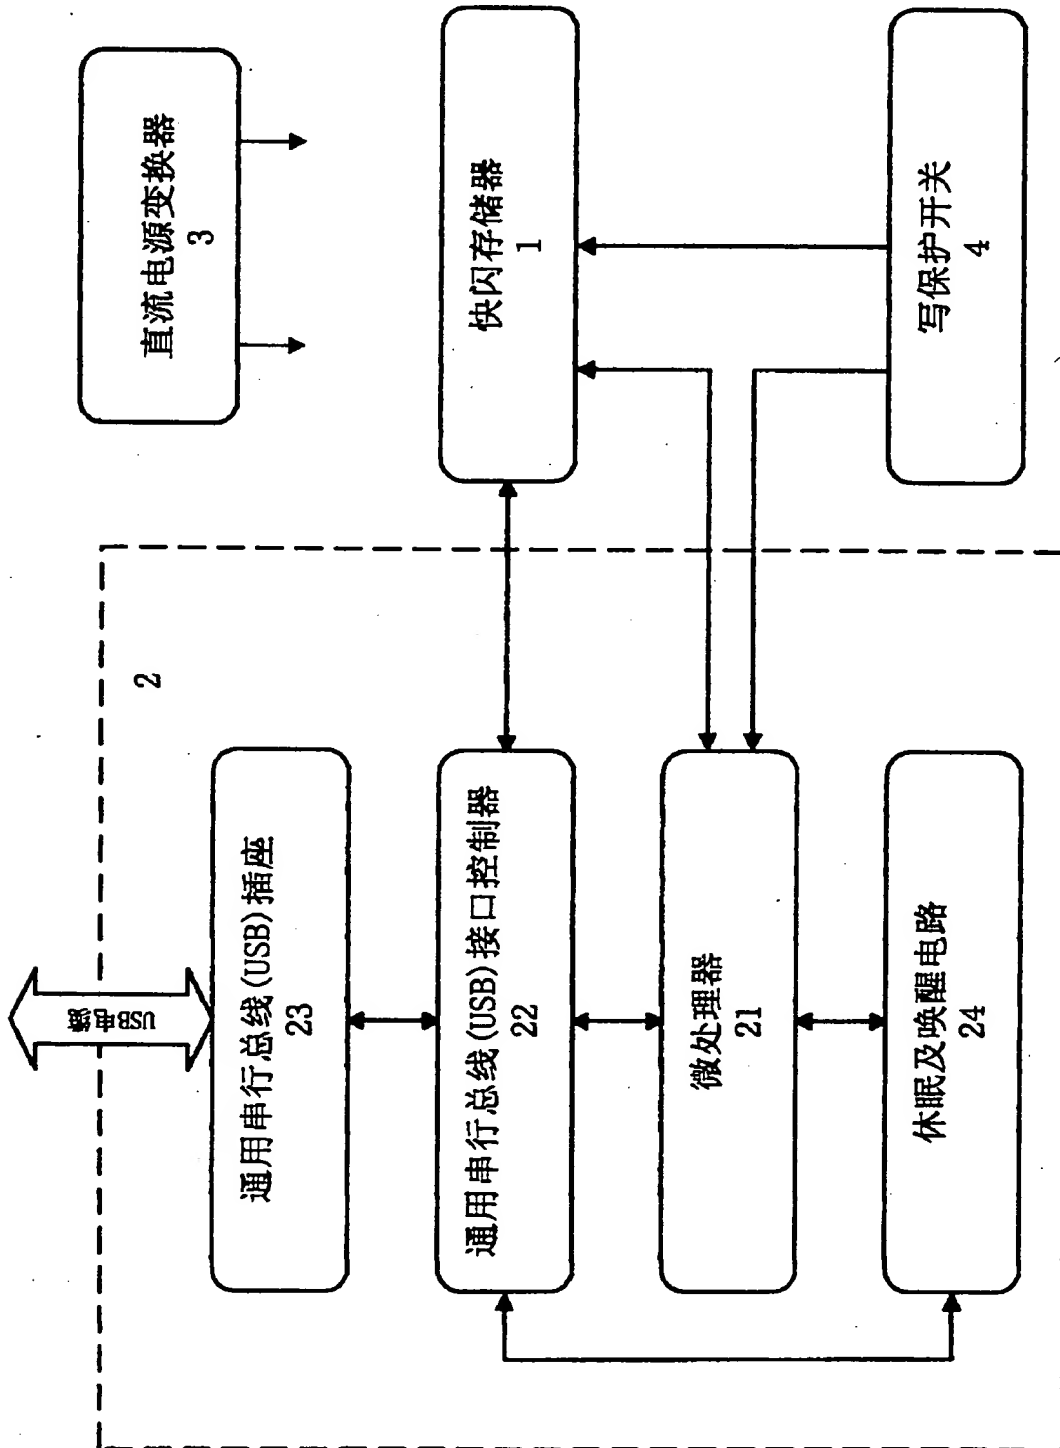 USB电缆
2
通用串行总线(USB)插座
23
通用串行总线(USB)接口控制器
22
微处理器
21
休眠及唤醒电路
24
直流电源变换器
3
快闪存储器
1
写保护开关
4